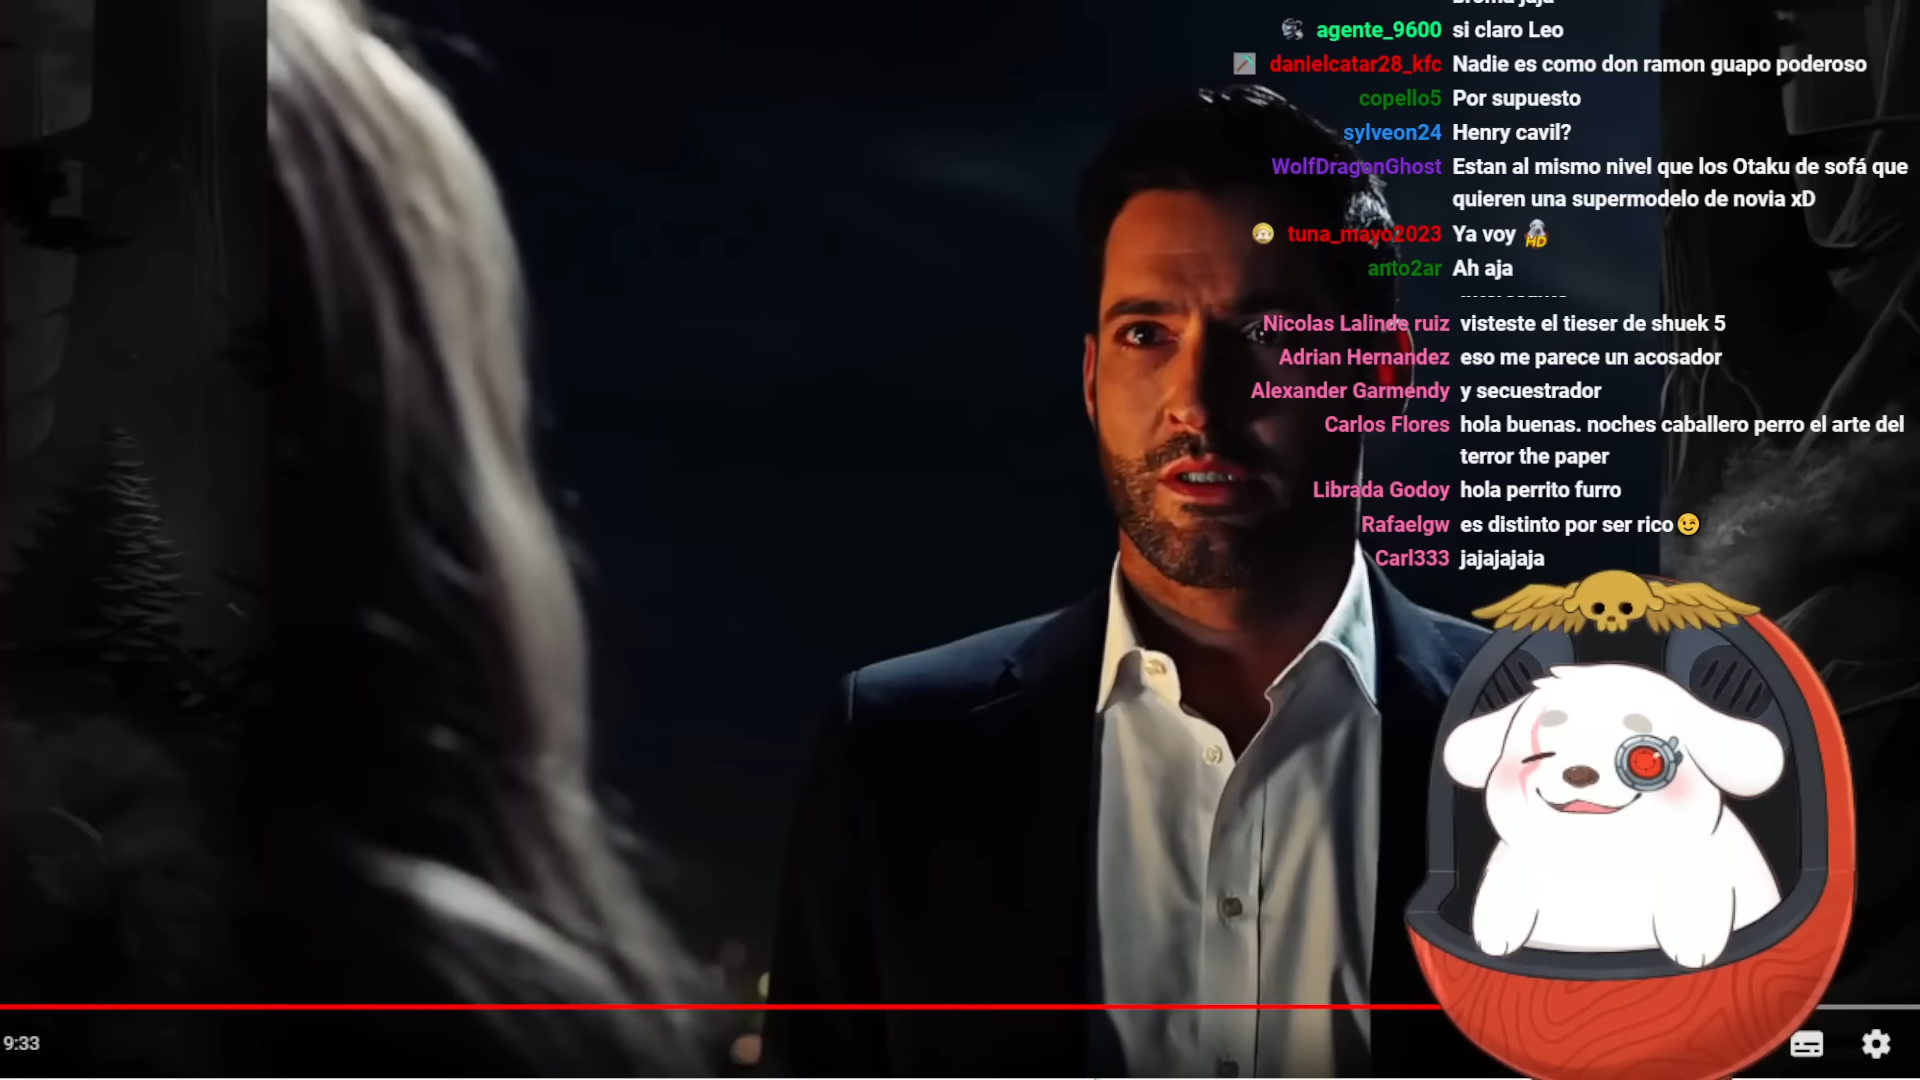 broma jaja
agente_9600 si claro Leo
danielcatar28_kfc Nadie es como don ramon guapo poderoso
copello5 Por supuesto
sylveon24 Henry cavil?
WolfDragonGhost Estan al mismo nivel que los Otaku de sofá que
quieren una supermodelo de novia xD
tuna_mayo2023 Ya voy HD
anto2ar Ah aja
Nicolas Lalinde ruiz visteste el tieser de shuek 5
Adrian Hernandez eso me parece un acosador
Alexander Garmendy y secuestrador
Carlos Flores hola buenas. noches caballero perro el arte del
terror the paper
Librada Godoy hola perrito furro
Rafaelgw es distinto por ser rico😉
Carl333 jajajajaja
9:33